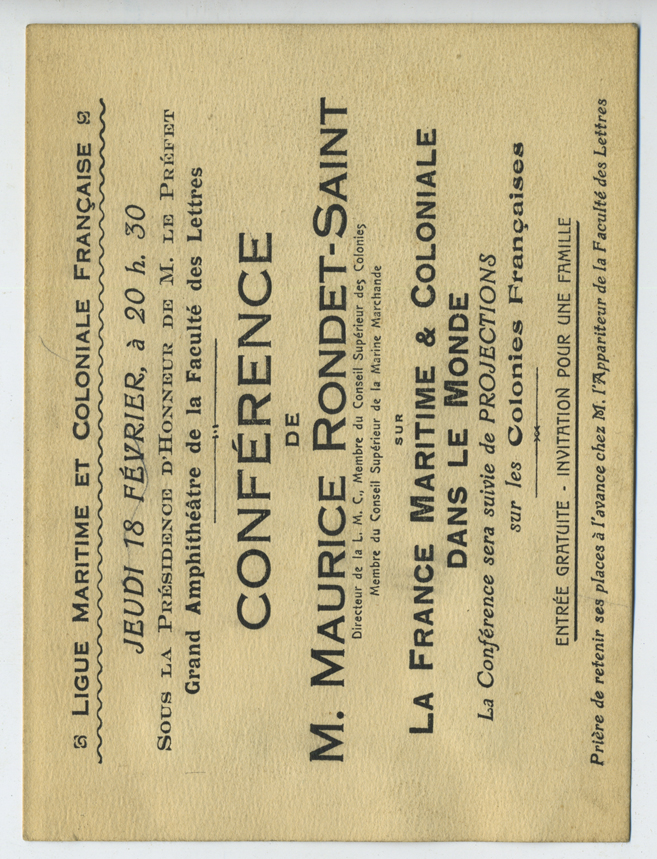 LIGUE MARITIME ET COLONIALE FRANÇAISE
JEUDI 18 FÉVRIER, à 20 h. 30
SOUS LA PRÉSIDENCE D'HONNEUR DE M. LE PRÉFET
Grand Amphithéâtre de la Faculté des Lettres
CONFÉRENCE
DE
M. MAURICE RONDET-SAINT
Directeur de la L. M. C., Membre du Conseil Supérieur des Colonies
Membre du Conseil Supérieur de la Marine Marchande
SUR
LA FRANCE MARITIME & COLONIALE
DANS LE MONDE
La Conférence sera suivie de PROJECTIONS
sur les Colonies Françaises
ENTRÉE GRATUITE - INVITATION POUR UNE FAMILLE
Prière de retenir ses places à l'avance chez M. l'Appariteur de la Faculté des Lettres